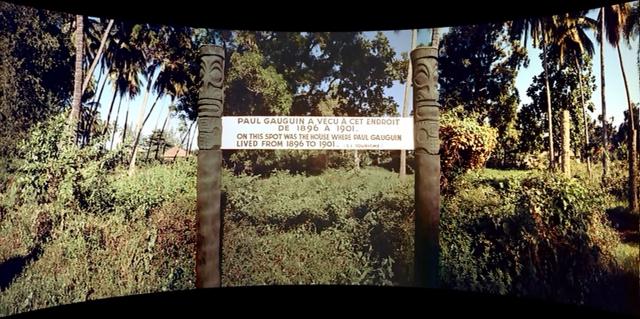 PAUL GAUGUIN A VECU A CET ENDROIT
DE 1896 A 1901.
ON THIS SPOT WAS THE HOUSE WHERE PAUL GAUGUIN
LIVED FROM 1896 TO 1901.